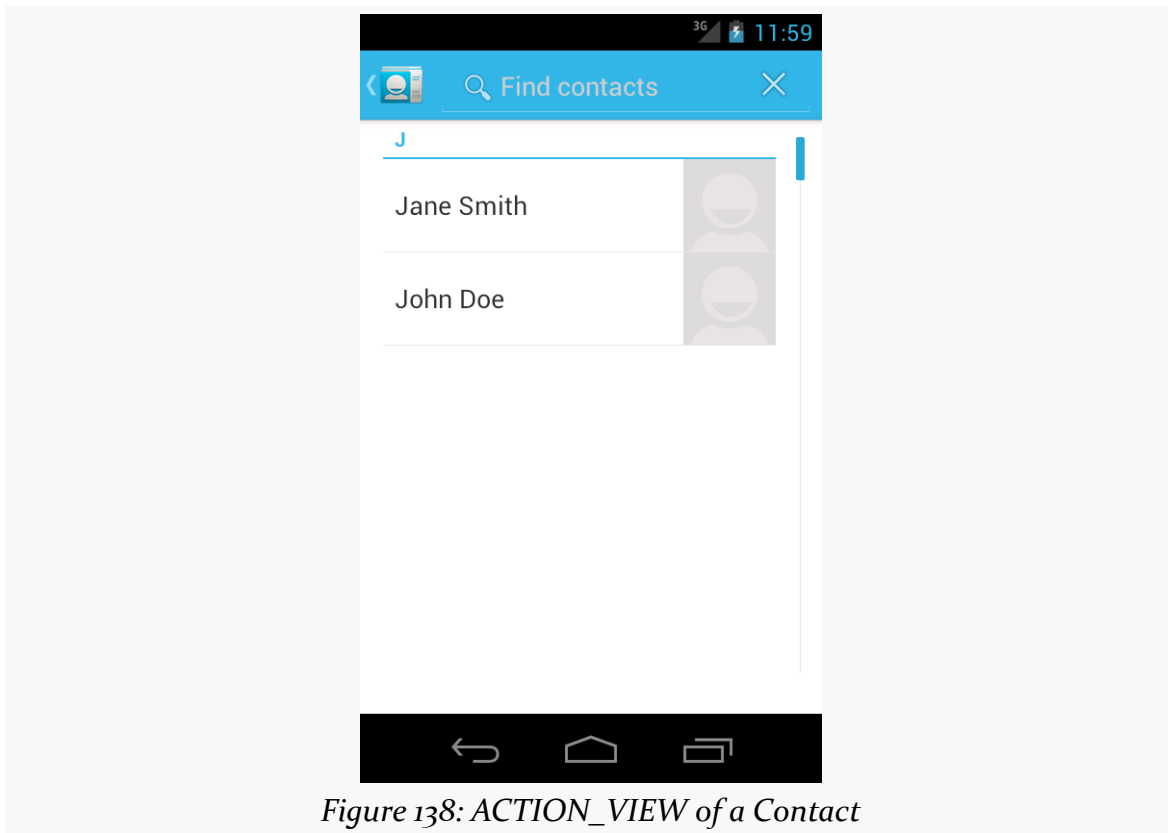 3G 11:59
Find contacts
J
Jane Smith
John Doe
Figure 138: ACTION_VIEW of a Contact